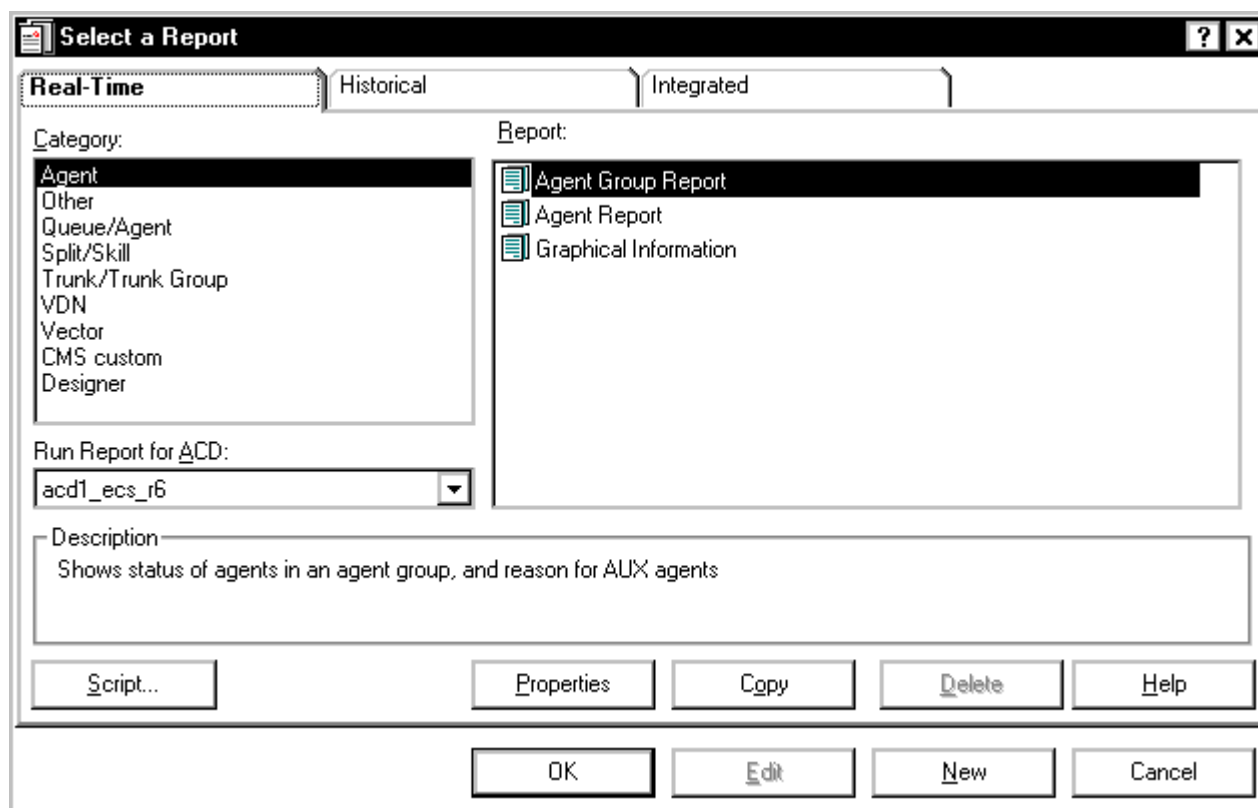 Select a Report
Real-Time
Historical
Integrated
Category:
Agent
Other
Queue/Agent
Split/Skill
Trunk/Trunk Group
VDN
Vector
CMS custom
Designer
Report:
Agent Group Report
Agent Report
Graphical Information
Run Report for ACD:
acd1_ecs_r6
Description
Shows status of agents in an agent group, and reason for AUX agents
Script...
Properties
Copy
Delete
Help
OK
Edit
New
Cancel